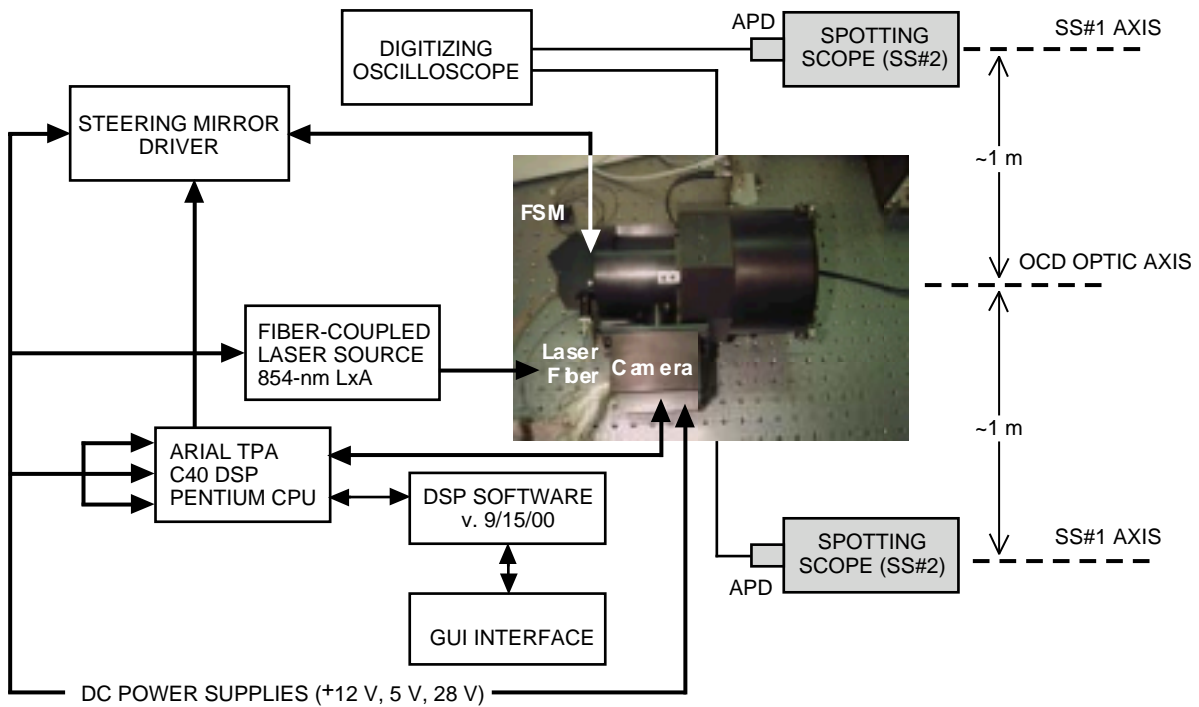 APD
SPOTTING
SCOPE (SS#2)
SS#1 AXIS
DIGITIZING
OSCILLOSCOPE
STEERING MIRROR
DRIVER
~1 m
FSM
OCD OPTIC AXIS
FIBER-COUPLED
LASER SOURCE
854-nm LxA
Laser
Fiber
Camera
~1 m
ARIAL TPA
C40 DSP
PENTIUM CPU
DSP SOFTWARE
v. 9/15/00
SPOTTING
SCOPE (SS#2)
SS#1 AXIS
APD
GUI INTERFACE
DC POWER SUPPLIES (+12 V, 5 V, 28 V)